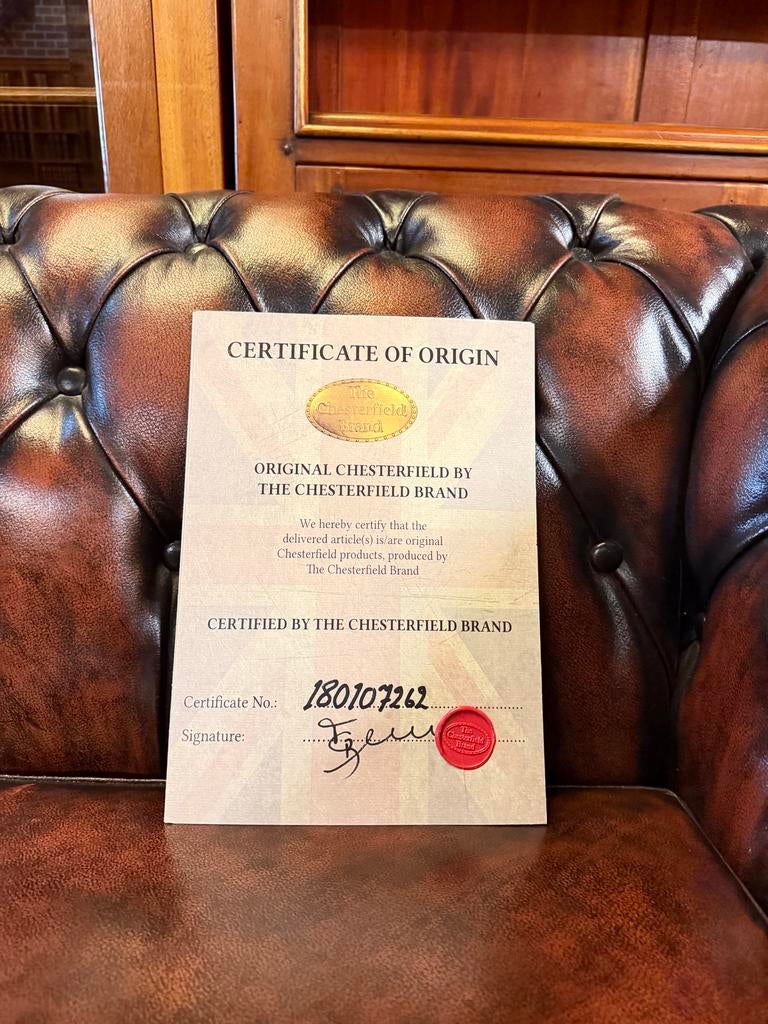 CERTIFICATE OF ORIGIN
The
Chesterfield
Brand
ORIGINAL CHESTERFIELD BY
THE CHESTERFIELD BRAND
We hereby certify that the
delivered article(s) is/are original
Chesterfield products, produced by
The Chesterfield Brand
CERTIFIED BY THE CHESTERFIELD BRAND
Certificate No.: 180107262
Signature:
The
Chesterfield
Brand